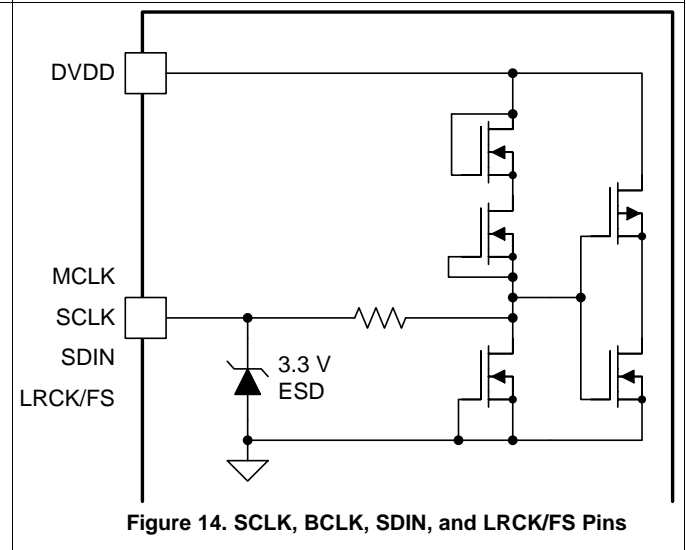 DVDD
MCLK
SCLK
SDIN
LRCK/FS
3.3 V
ESD
Figure 14. SCLK, BCLK, SDIN, and LRCK/FS Pins